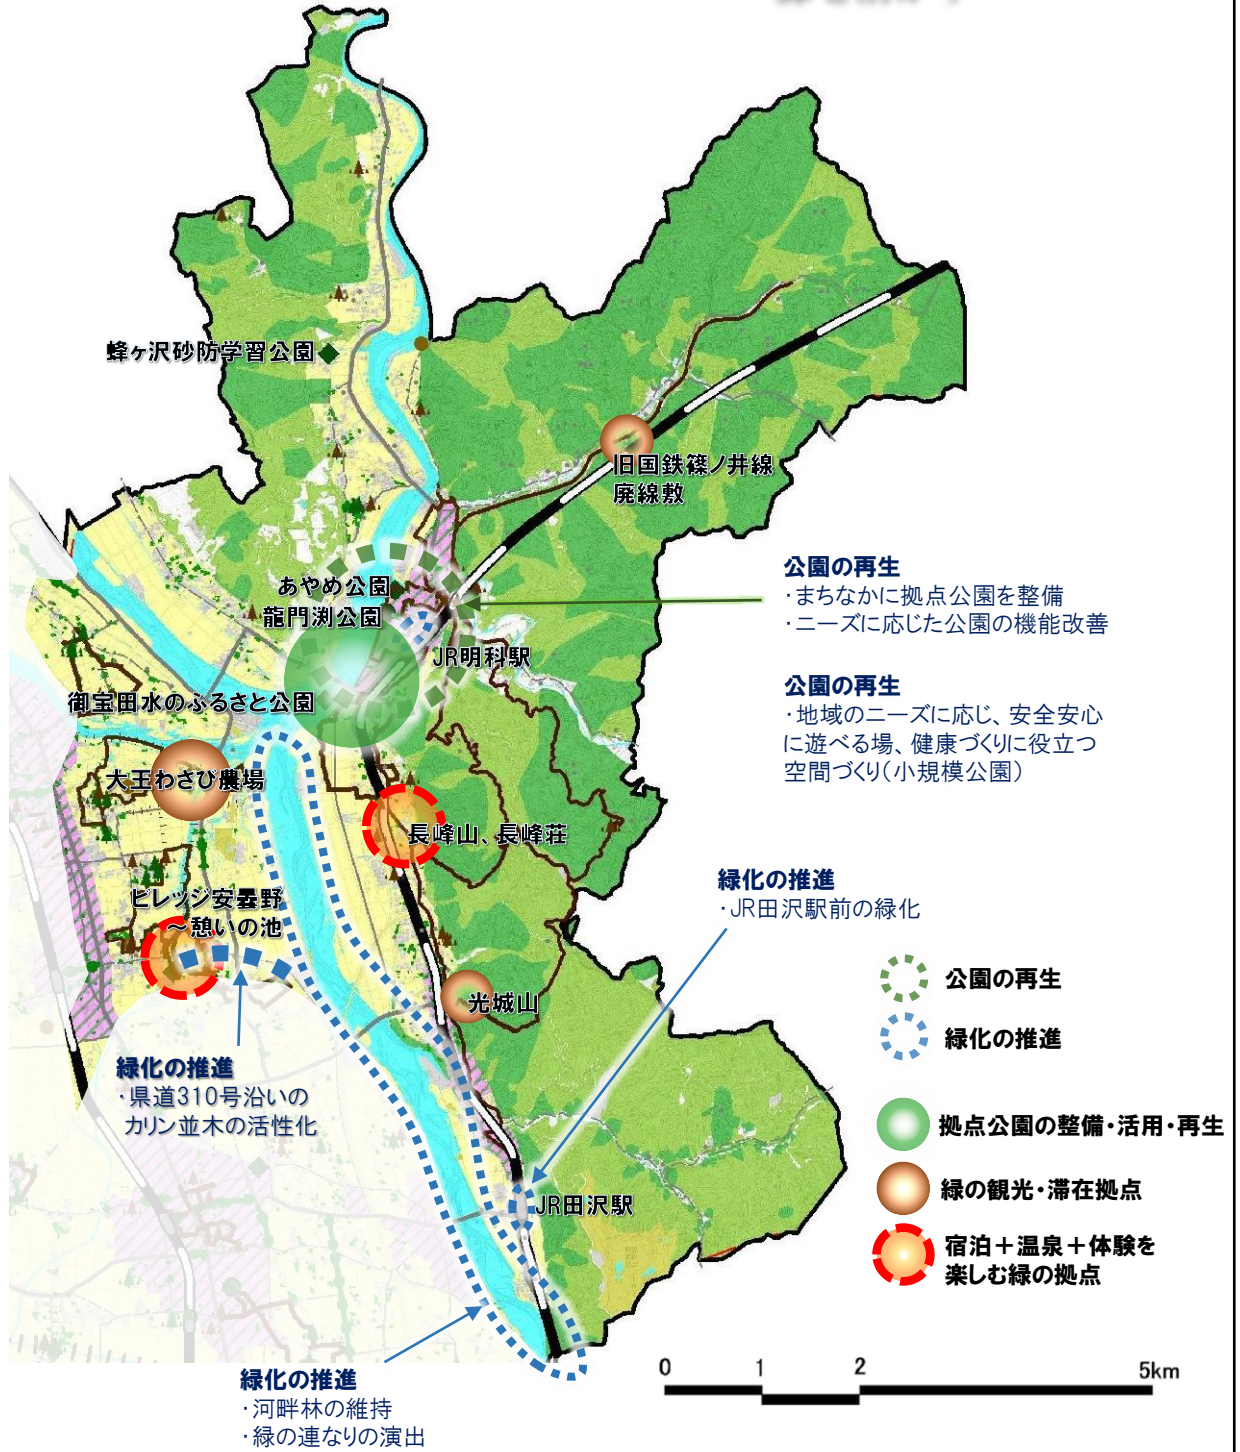 蜂ヶ沢砂防学習公園
旧国鉄篠ノ井線
廃線敷
あやめ公園
龍門渕公園
JR明科駅
御宝田水のふるさと公園
大王わさび農場
長峰山、長峰荘
ビレッジ安曇野
～憩いの池
光城山
JR田沢駅
公園の再生
・まちなかに拠点公園を整備
・ニーズに応じた公園の機能改善
公園の再生
・地域のニーズに応じ、安全安心
に遊べる場、健康づくりに役立つ
空間づくり(小規模公園)
緑化の推進
・JR田沢駅前の緑化
緑化の推進
・県道310号沿いの
カリン並木の活性化
緑化の推進
・河畔林の維持
・緑の連なりの演出
公園の再生
緑化の推進
拠点公園の整備・活用・再生
緑の観光・滞在拠点
宿泊＋温泉＋体験を
楽しむ緑の拠点
0 1 2 5km